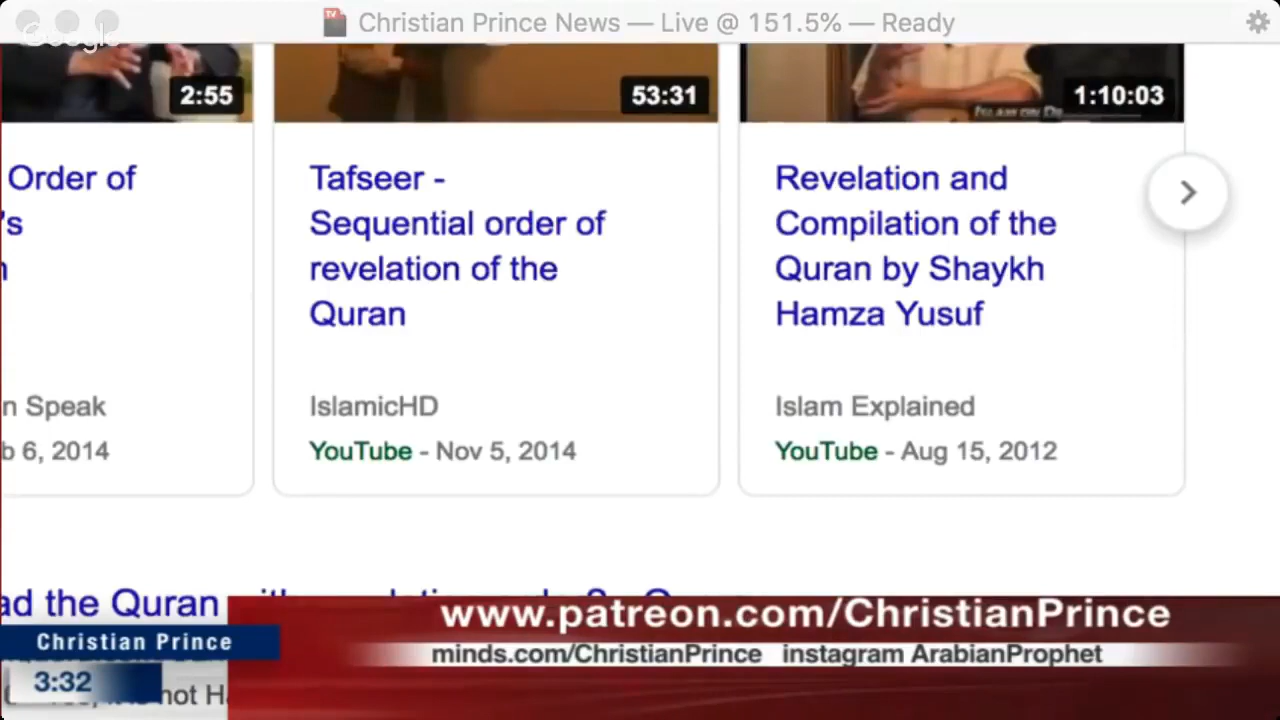 Christian Prince News — Live @ 151.5% — Ready
Google
2:55
53:31
1:10:03
Order of
's
Tafseer -
Sequential order of
revelation of the
Quran
Revelation and
Compilation of the
Quran by Shaykh
Hamza Yusuf
n Speak
b 6, 2014
IslamicHD
YouTube - Nov 5, 2014
Islam Explained
YouTube - Aug 15, 2012
ad the Quran
www.patreon.com/ChristianPrince
Christian Prince
minds.com/ChristianPrince instagram ArabianProphet
3:32
not